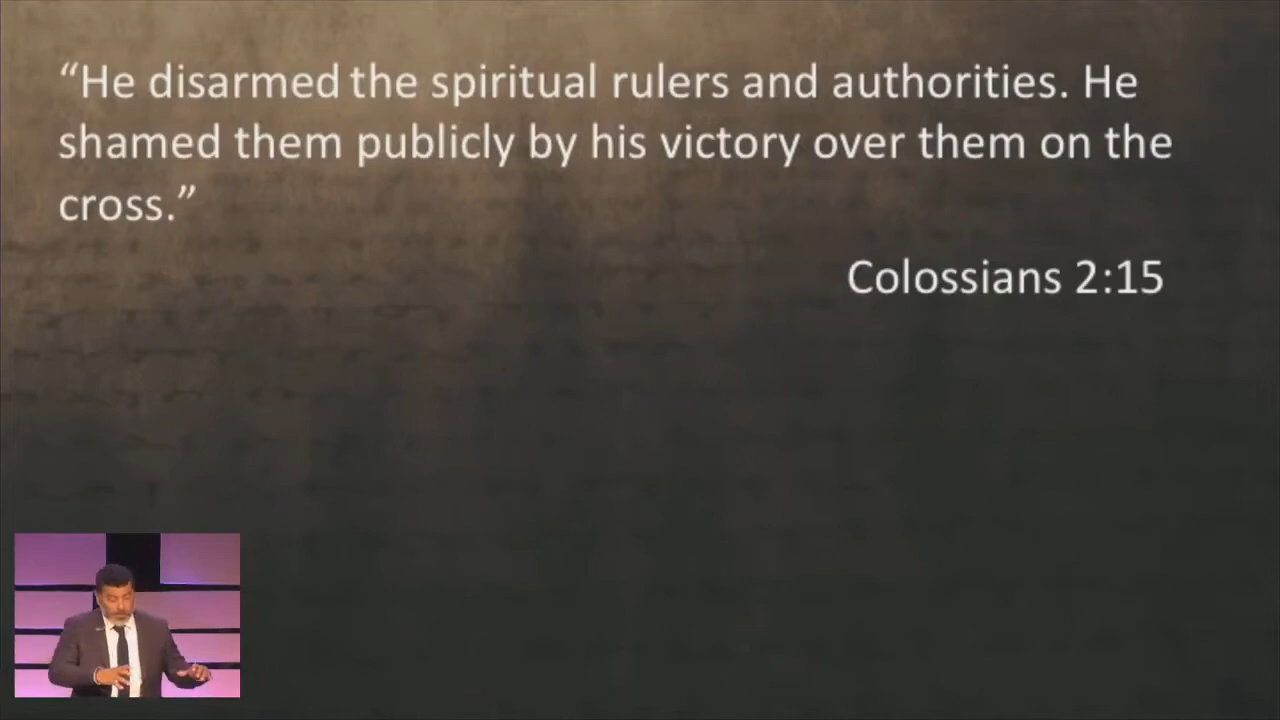 “He disarmed the spiritual rulers and authorities. He
shamed them publicly by his victory over them on the
cross.”
Colossians 2:15